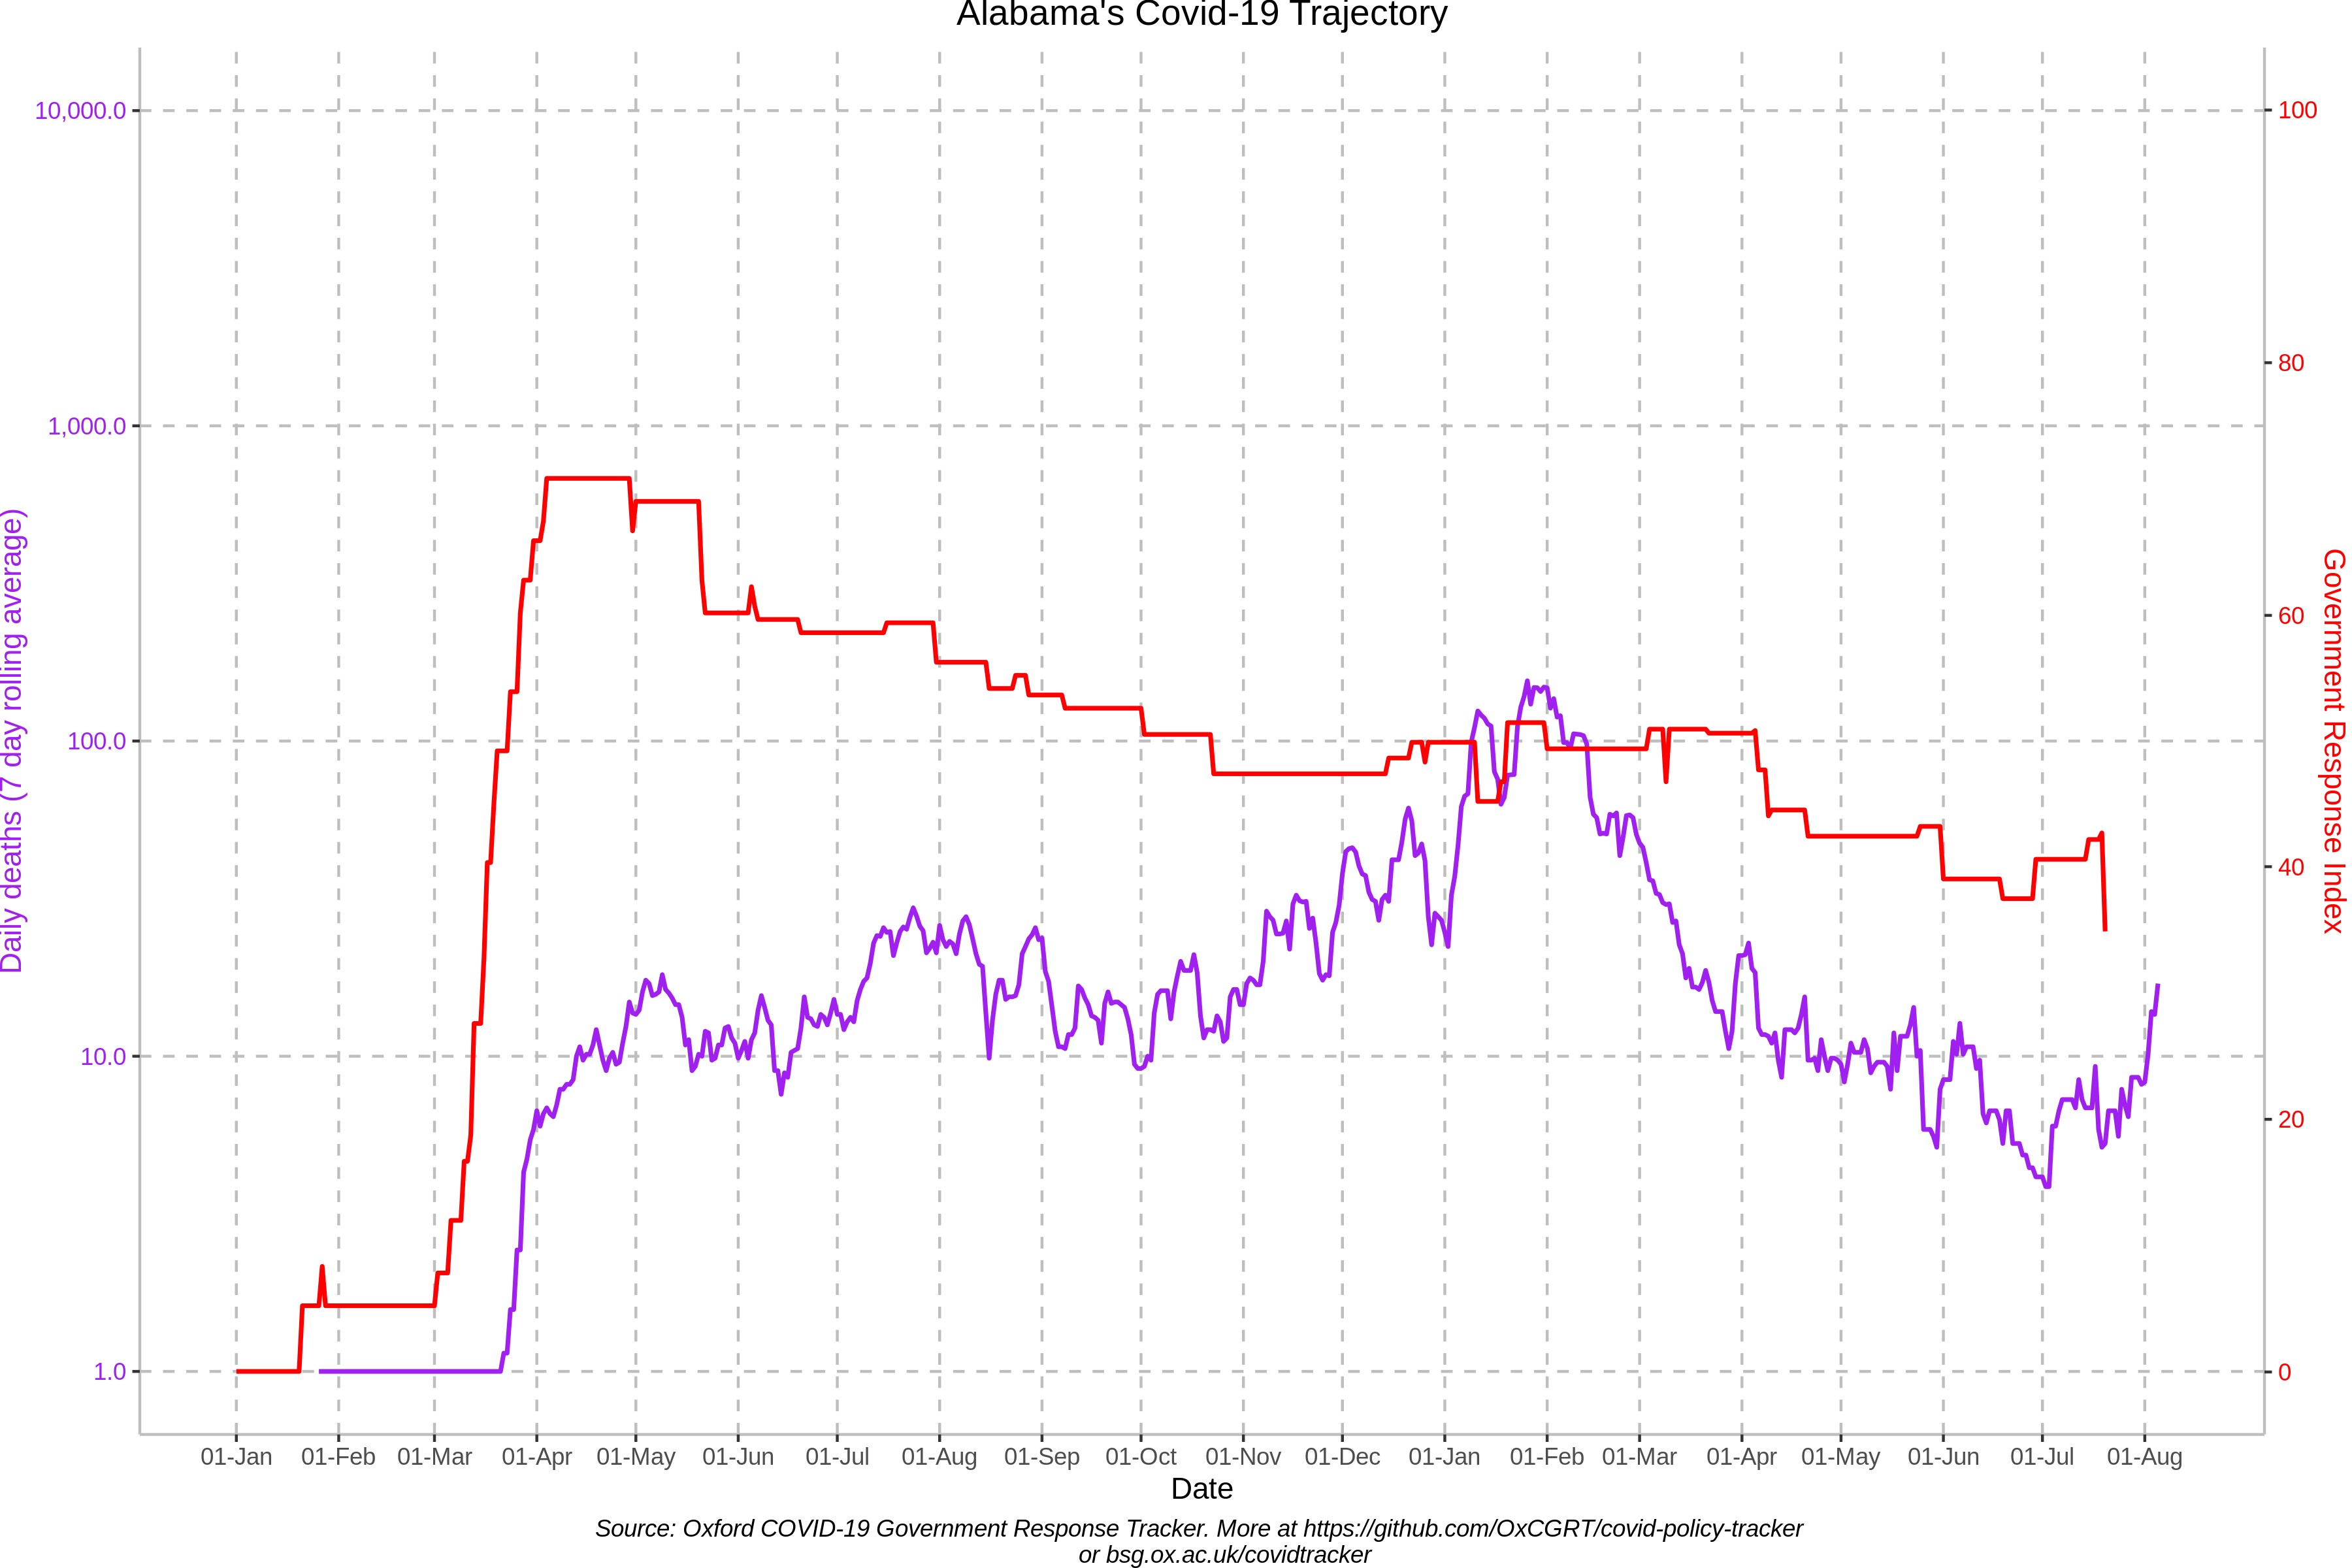 Alabama's Covid-19 Trajectory
10,000.0
1,000.0
100.0
10.0
1.0
Daily deaths (7 day rolling average)
100
80
60
40
20
0
Government Response Index
01-Jan 01-Feb 01-Mar 01-Apr 01-May 01-Jun 01-Jul 01-Aug 01-Sep 01-Oct 01-Nov 01-Dec 01-Jan 01-Feb 01-Mar 01-Apr 01-May 01-Jun 01-Jul 01-Aug
Date
Source: Oxford COVID-19 Government Response Tracker. More at https://github.com/OxCGRT/covid-policy-tracker
or bsg.ox.ac.uk/covidtracker